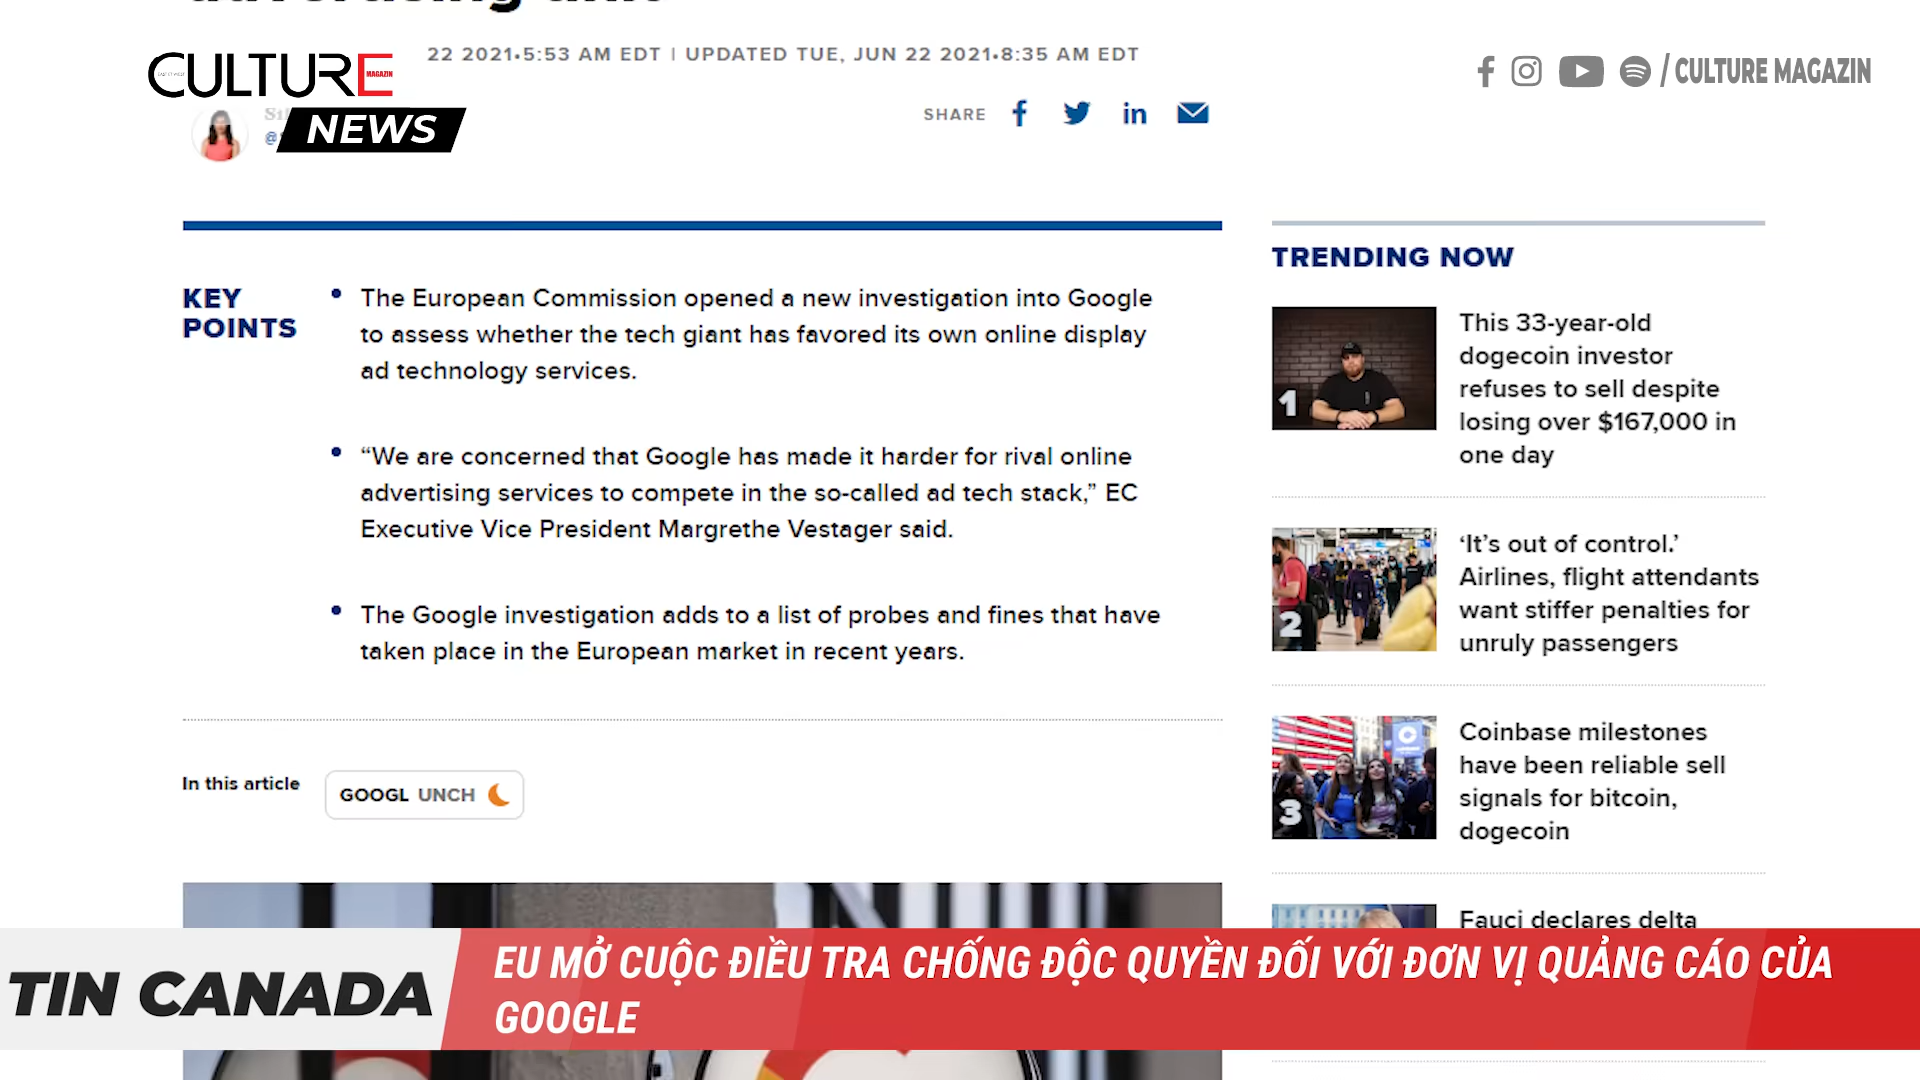 CULTURE
MAGAZIN
NEWS
22 2021•5:53 AM EDT | UPDATED TUE, JUN 22 2021•8:35 AM EDT
/ CULTURE MAGAZIN
SHARE
KEY
POINTS
• The European Commission opened a new investigation into Google
to assess whether the tech giant has favored its own online display
ad technology services.
• “We are concerned that Google has made it harder for rival online
advertising services to compete in the so-called ad tech stack,” EC
Executive Vice President Margrethe Vestager said.
• The Google investigation adds to a list of probes and fines that have
taken place in the European market in recent years.
In this article
GOOGL UNCH
TRENDING NOW
1
This 33-year-old
dogecoin investor
refuses to sell despite
losing over $167,000 in
one day
2
‘It’s out of control.’
Airlines, flight attendants
want stiffer penalties for
unruly passengers
3
Coinbase milestones
have been reliable sell
signals for bitcoin,
dogecoin
Fauci declares delta
TIN CANADA
EU MỞ CUỘC ĐIỀU TRA CHỐNG ĐỘC QUYỀN ĐỐI VỚI ĐƠN VỊ QUẢNG CÁO CỦA
GOOGLE